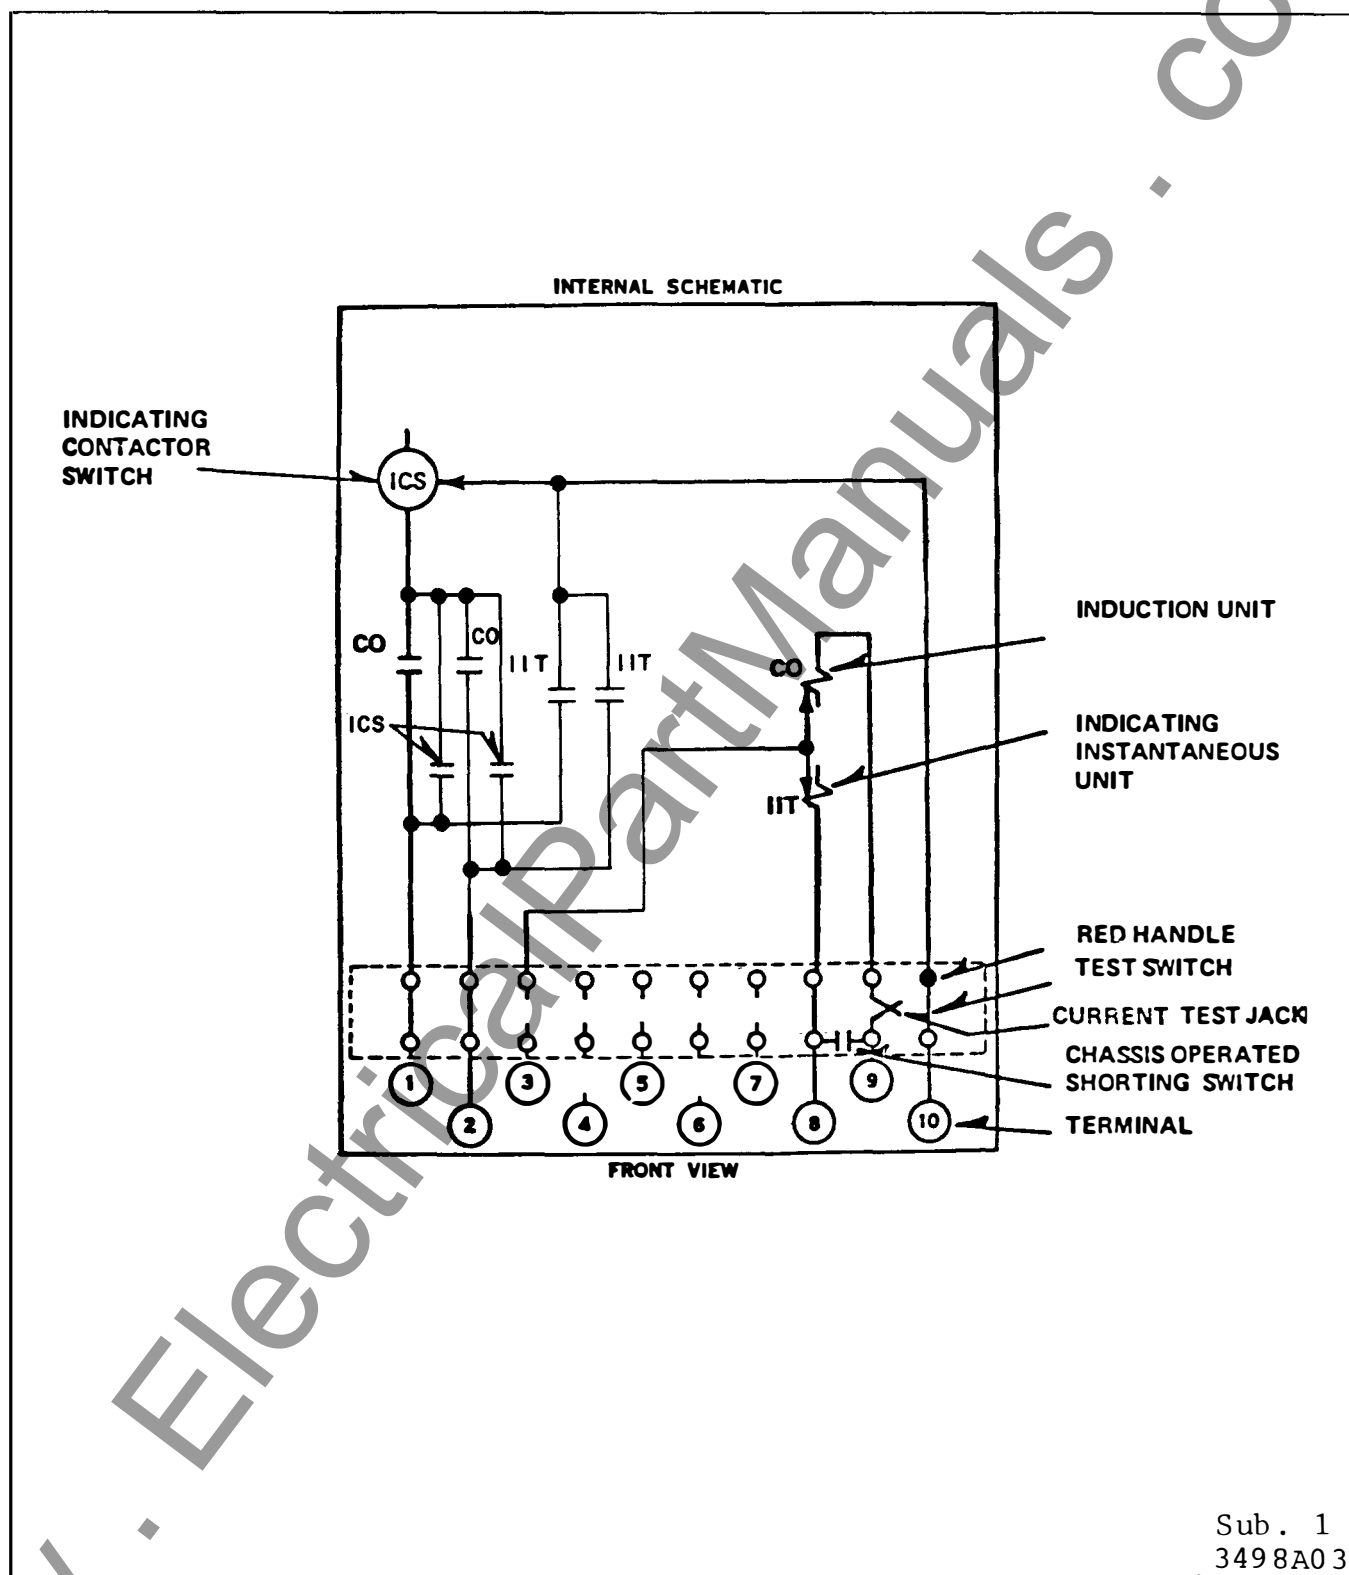 INTERNAL SCHEMATIC
INDICATING
CONTACTOR
SWITCH
ICS
CO
CO
IIT
IIT
ICS
CO
IIT
INDUCTION UNIT
INDICATING
INSTANTANEOUS
UNIT
RED HANDLE
TEST SWITCH
CURRENT TEST JACK
CHASSIS OPERATED
SHORTING SWITCH
TERMINAL
1
3
5
7
9
2
4
6
8
10
FRONT VIEW
Sub. 1
3498A03
. ElectricalPartManuals . co